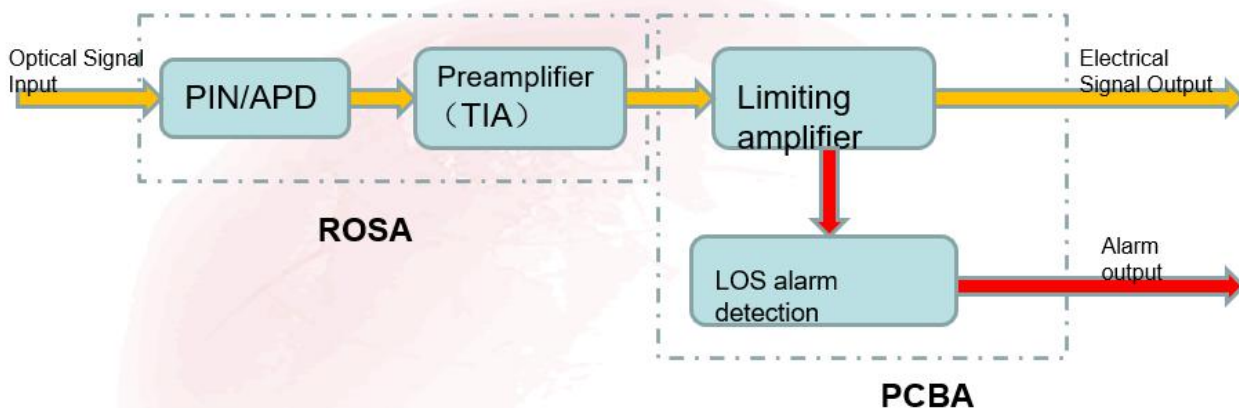 Optical Signal
Input
PIN/APD
Preamplifier
（TIA）
Limiting
amplifier
Electrical
Signal Output
ROSA
LOS alarm
detection
Alarm
output
PCBA